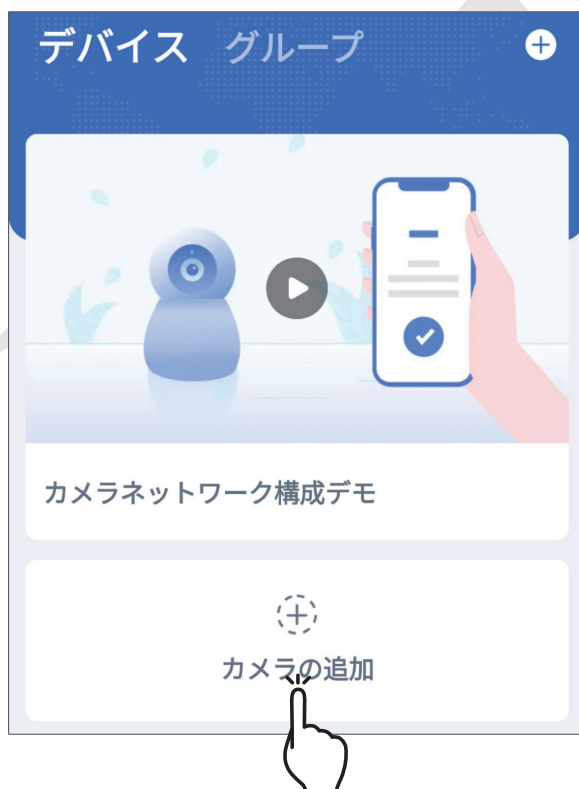 デバイス グループ
カメラネットワーク構成デモ
カメラの追加